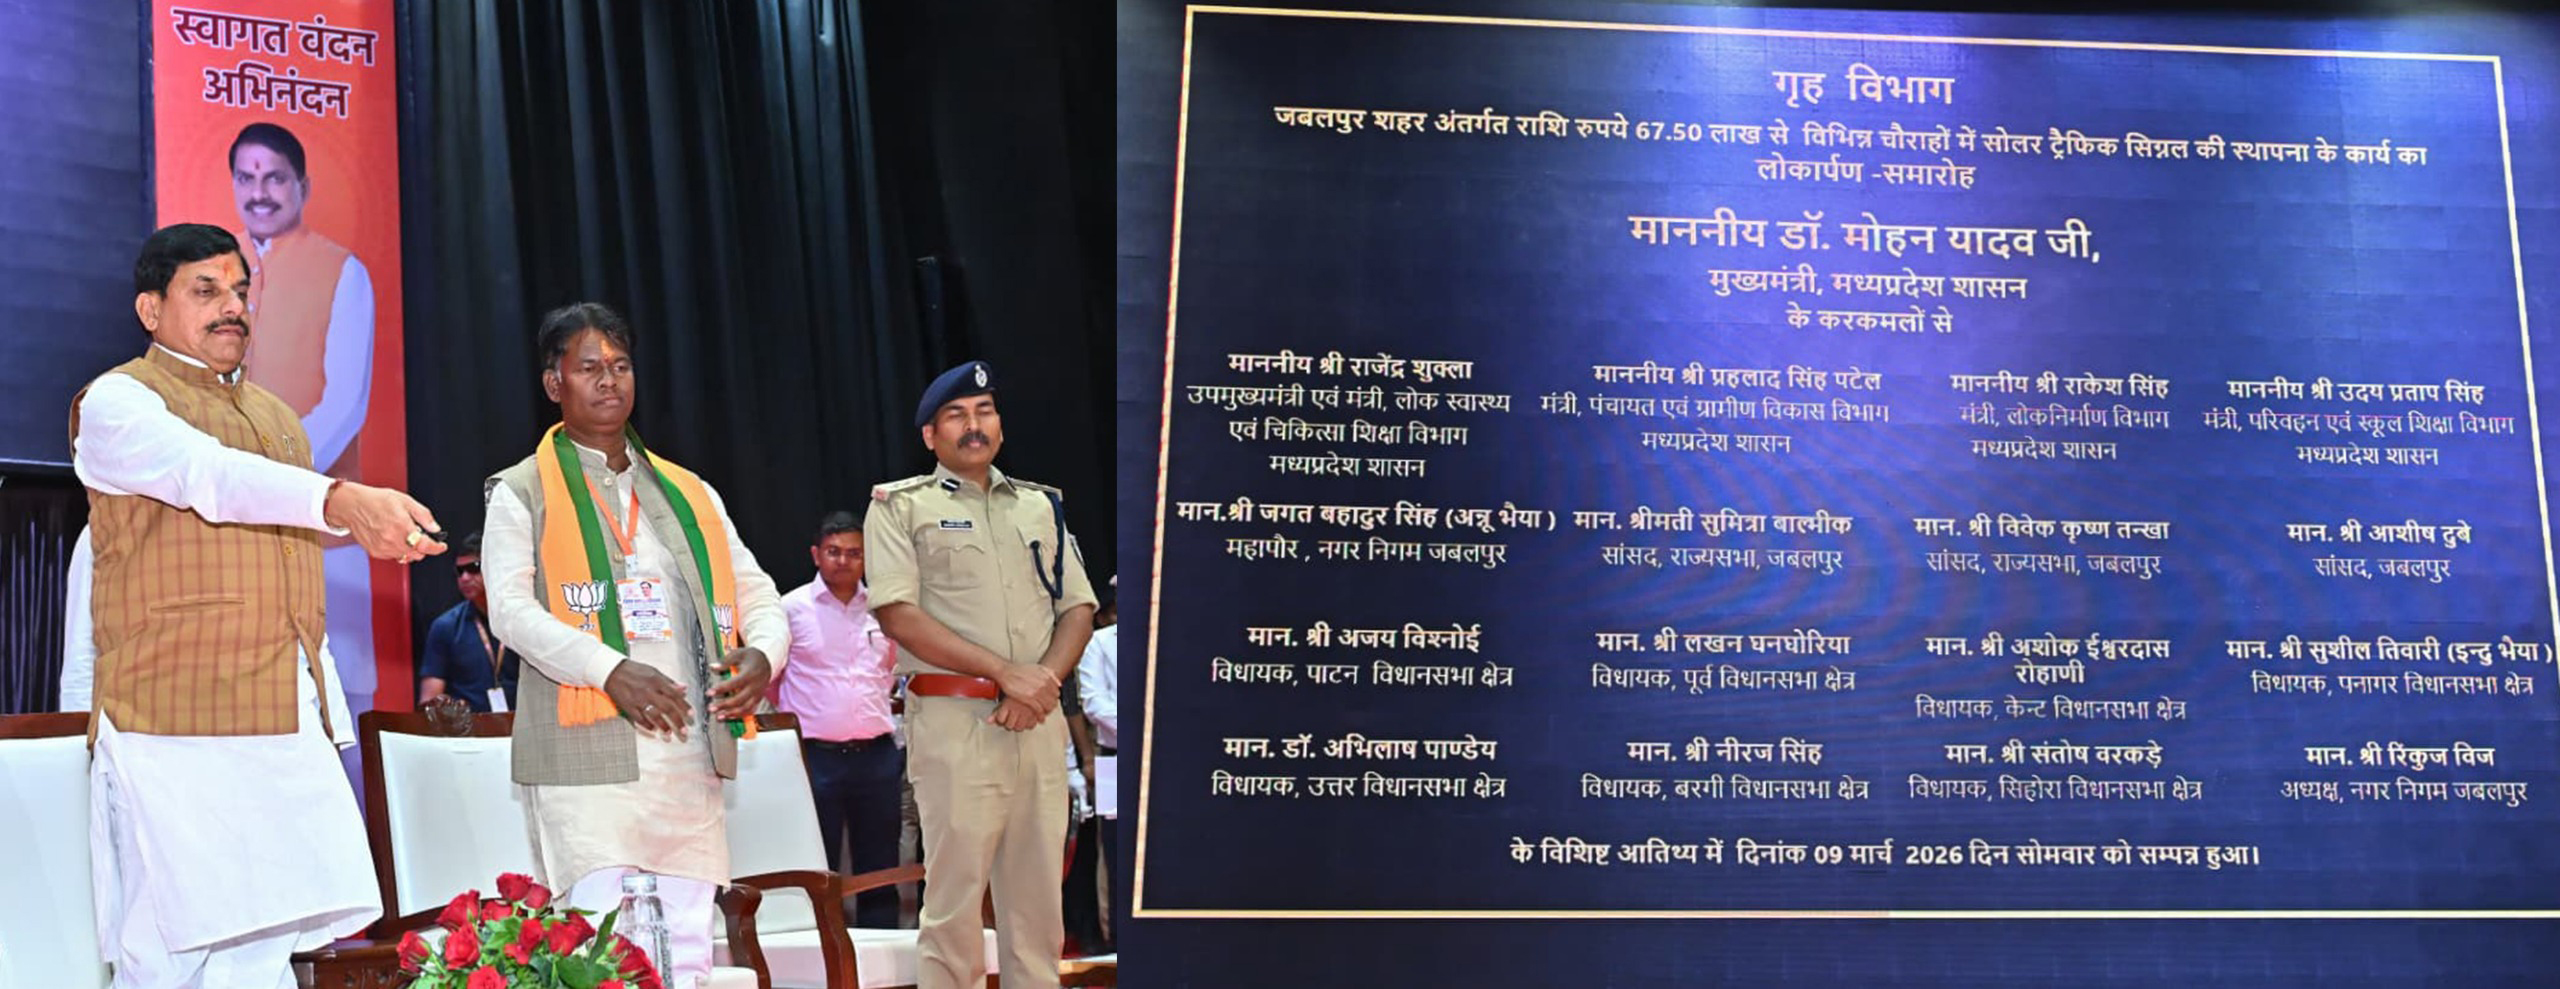 स्वागत वंदन
अभिनंदन
गृह विभाग
जबलपुर शहर अंतर्गत राशि रुपये 67.50 लाख से विभिन्न चौराहों में सोलर ट्रैफिक सिग्नल की स्थापना के कार्य का
लोकार्पण -समारोह
माननीय डॉ. मोहन यादव जी,
मुख्यमंत्री, मध्यप्रदेश शासन
के करकमलों से
माननीय श्री राजेंद्र शुक्ला
उपमुख्यमंत्री एवं मंत्री, लोक स्वास्थ्य
एवं चिकित्सा शिक्षा विभाग
मध्यप्रदेश शासन
माननीय श्री प्रहलाद सिंह पटेल
मंत्री, पंचायत एवं ग्रामीण विकास विभाग
मध्यप्रदेश शासन
माननीय श्री राकेश सिंह
मंत्री, लोकनिर्माण विभाग
मध्यप्रदेश शासन
माननीय श्री उदय प्रताप सिंह
मंत्री, परिवहन एवं स्कूल शिक्षा विभाग
मध्यप्रदेश शासन
मान.श्री जगत बहादुर सिंह (अन्नू भैया )
महापौर , नगर निगम जबलपुर
मान. श्रीमती सुमित्रा बाल्मीक
सांसद, राज्यसभा, जबलपुर
मान. श्री विवेक कृष्ण तन्खा
सांसद, राज्यसभा, जबलपुर
मान. श्री आशीष दुबे
सांसद, जबलपुर
मान. श्री अजय विश्नोई
विधायक, पाटन विधानसभा क्षेत्र
मान. श्री लखन घनघोरिया
विधायक, पूर्व विधानसभा क्षेत्र
मान. श्री अशोक ईश्वरदास
रोहाणी
विधायक, केन्ट विधानसभा क्षेत्र
मान. श्री सुशील तिवारी (इन्दु भैया )
विधायक, पनागर विधानसभा क्षेत्र
मान. डॉ. अभिलाष पाण्डेय
विधायक, उत्तर विधानसभा क्षेत्र
मान. श्री नीरज सिंह
विधायक, बरगी विधानसभा क्षेत्र
मान. श्री संतोष वरकड़े
विधायक, सिहोरा विधानसभा क्षेत्र
मान. श्री रिंकुज विज
अध्यक्ष, नगर निगम जबलपुर
के विशिष्ट आतिथ्य में दिनांक 09 मार्च 2026 दिन सोमवार को सम्पन्न हुआ।